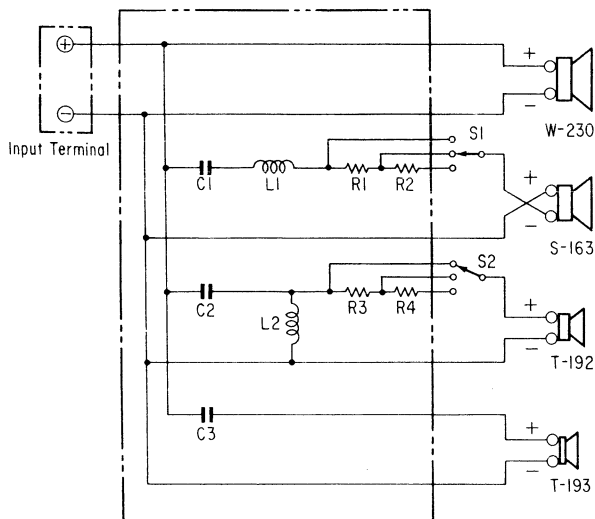 +
−
Input Terminal
+
−
W-230
S1
C1
L1
R1
R2
+
−
S-163
S2
C2
L2
R3
R4
+
−
T-192
C3
+
−
T-193